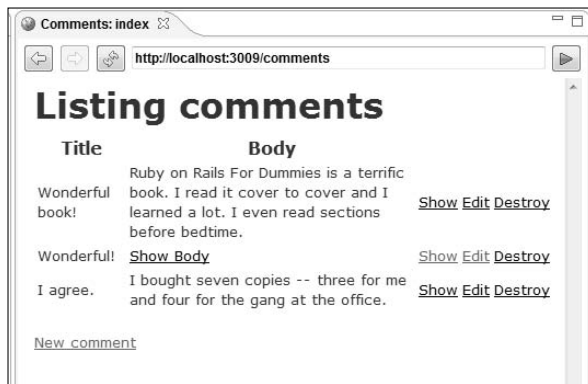 Comments: index
http://localhost:3009/comments
Listing comments
Title Body
Wonderful book!
Ruby on Rails For Dummies is a terrific
book. I read it cover to cover and I
learned a lot. I even read sections
before bedtime.
Show Edit Destroy
Wonderful! Show Body Show Edit Destroy
I agree.
I bought seven copies -- three for me
and four for the gang at the office.
Show Edit Destroy
New comment